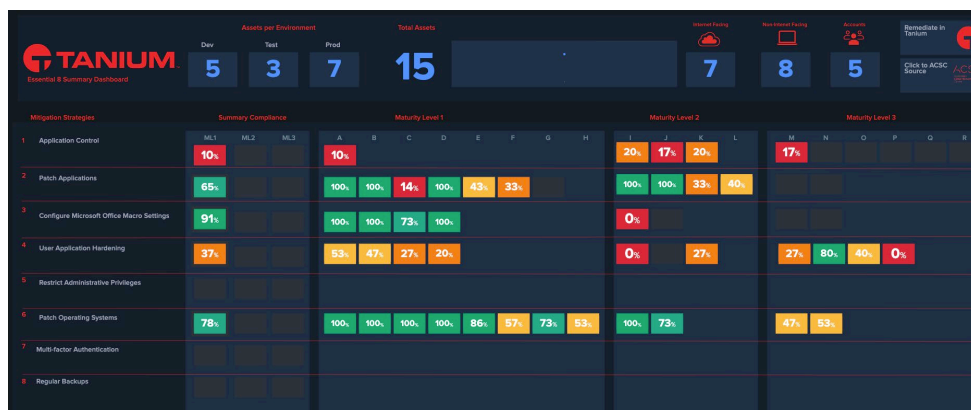 Assets per Environment
Total Assets
Internet Facing
Non-Internet Facing
Accounts
Remediate in
Tanium
Dev
Test
Prod
TANIUM
Essential 8 Summary Dashboard
5
3
7
15
7
8
5
Click to ACSC
Source
ACS
Mitigation Strategies
Summary Compliance
Maturity Level 1
Maturity Level 2
Maturity Level 3
ML1 ML2 ML3 A B C D E F G H I J K L M N O P Q R
1 Application Control 10% 10% 20% 17% 20% 17%
2 Patch Applications 65% 100% 100% 14% 100% 43% 33% 100% 100% 33% 40%
3 Configure Microsoft Office Macro Settings 91% 100% 100% 73% 100% 0%
4 User Application Hardening 37% 53% 47% 27% 20% 0% 27% 27% 80% 40% 0%
5 Restrict Administrative Privileges
6 Patch Operating Systems 78% 100% 100% 100% 100% 86% 57% 73% 53% 100% 73% 47% 53%
7 Multi-factor Authentication
8 Regular Backups